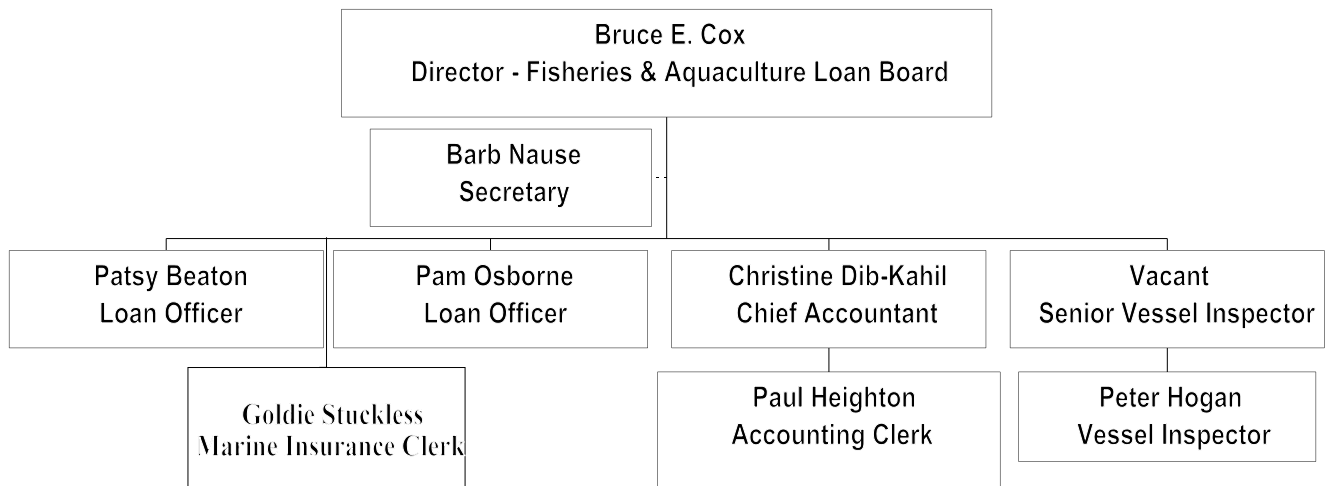 Bruce E. Cox
Director - Fisheries & Aquaculture Loan Board
Barb Nause
Secretary
Patsy Beaton
Loan Officer
Pam Osborne
Loan Officer
Christine Dib-Kahil
Chief Accountant
Vacant
Senior Vessel Inspector
Goldie Stuckless
Marine Insurance Clerk
Paul Heighton
Accounting Clerk
Peter Hogan
Vessel Inspector